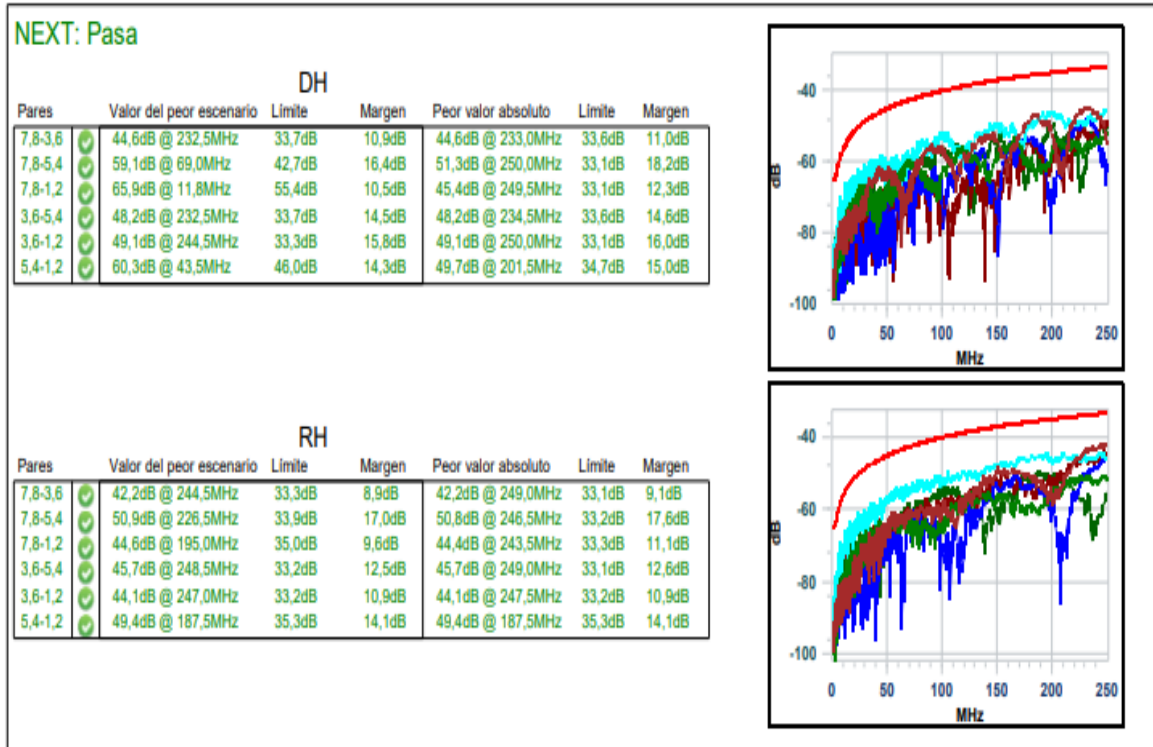 NEXT: Pasa
DH
Pares Valor del peor escenario Límite Margen Peor valor absoluto Límite Margen
7,8-3,6 44,6dB @ 232,5MHz 33,7dB 10,9dB 44,6dB @ 233,0MHz 33,6dB 11,0dB
7,8-5,4 59,1dB @ 69,0MHz 42,7dB 16,4dB 51,3dB @ 250,0MHz 33,1dB 18,2dB
7,8-1,2 65,9dB @ 11,8MHz 55,4dB 10,5dB 45,4dB @ 249,5MHz 33,1dB 12,3dB
3,6-5,4 48,2dB @ 232,5MHz 33,7dB 14,5dB 48,2dB @ 234,5MHz 33,6dB 14,6dB
3,6-1,2 49,1dB @ 244,5MHz 33,3dB 15,8dB 49,1dB @ 250,0MHz 33,1dB 16,0dB
5,4-1,2 60,3dB @ 43,5MHz 46,0dB 14,3dB 49,7dB @ 201,5MHz 34,7dB 15,0dB
-40
-60
-80
-100
dB
0 50 100 150 200 250
MHz
RH
Pares Valor del peor escenario Límite Margen Peor valor absoluto Límite Margen
7,8-3,6 42,2dB @ 244,5MHz 33,3dB 8,9dB 42,2dB @ 249,0MHz 33,1dB 9,1dB
7,8-5,4 50,9dB @ 226,5MHz 33,9dB 17,0dB 50,8dB @ 246,5MHz 33,2dB 17,6dB
7,8-1,2 44,6dB @ 195,0MHz 35,0dB 9,6dB 44,4dB @ 243,5MHz 33,3dB 11,1dB
3,6-5,4 45,7dB @ 248,5MHz 33,2dB 12,5dB 45,7dB @ 249,0MHz 33,1dB 12,6dB
3,6-1,2 44,1dB @ 247,0MHz 33,2dB 10,9dB 44,1dB @ 247,5MHz 33,2dB 10,9dB
5,4-1,2 49,4dB @ 187,5MHz 35,3dB 14,1dB 49,4dB @ 187,5MHz 35,3dB 14,1dB
-40
-60
-80
-100
dB
0 50 100 150 200 250
MHz